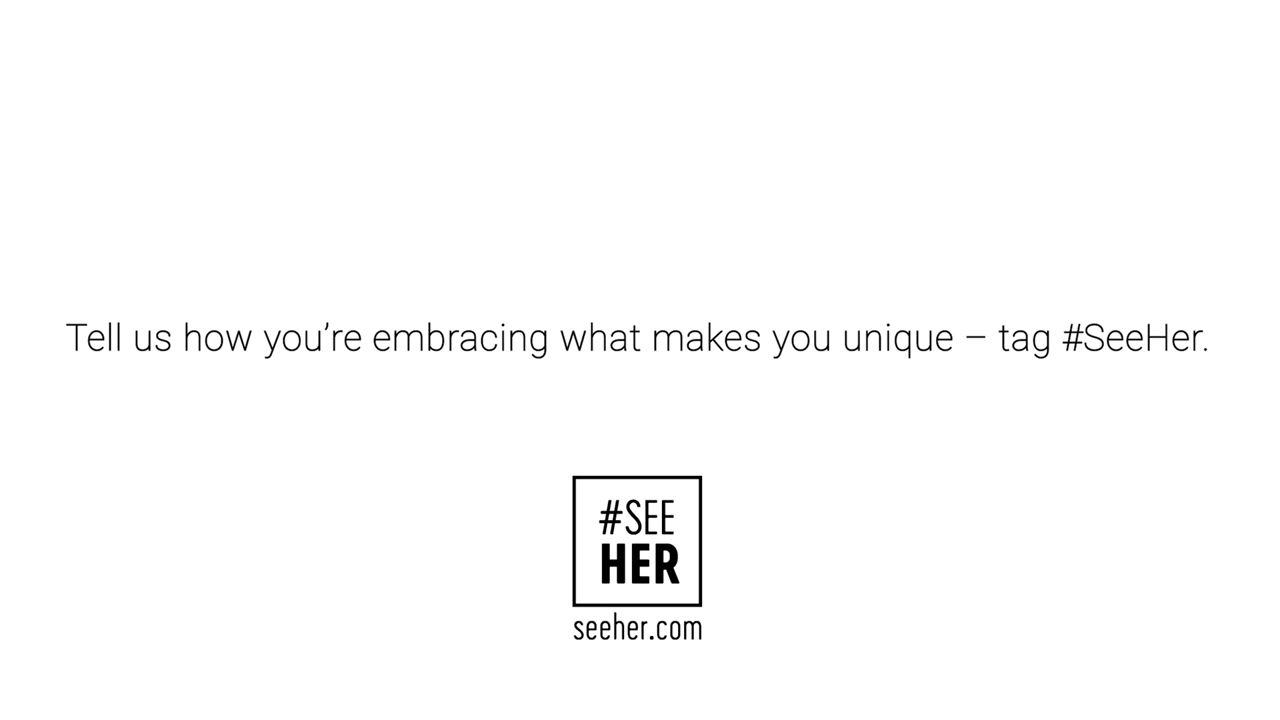 Tell us how you’re embracing what makes you unique – tag #SeeHer.
#SEE
HER
seeher.com